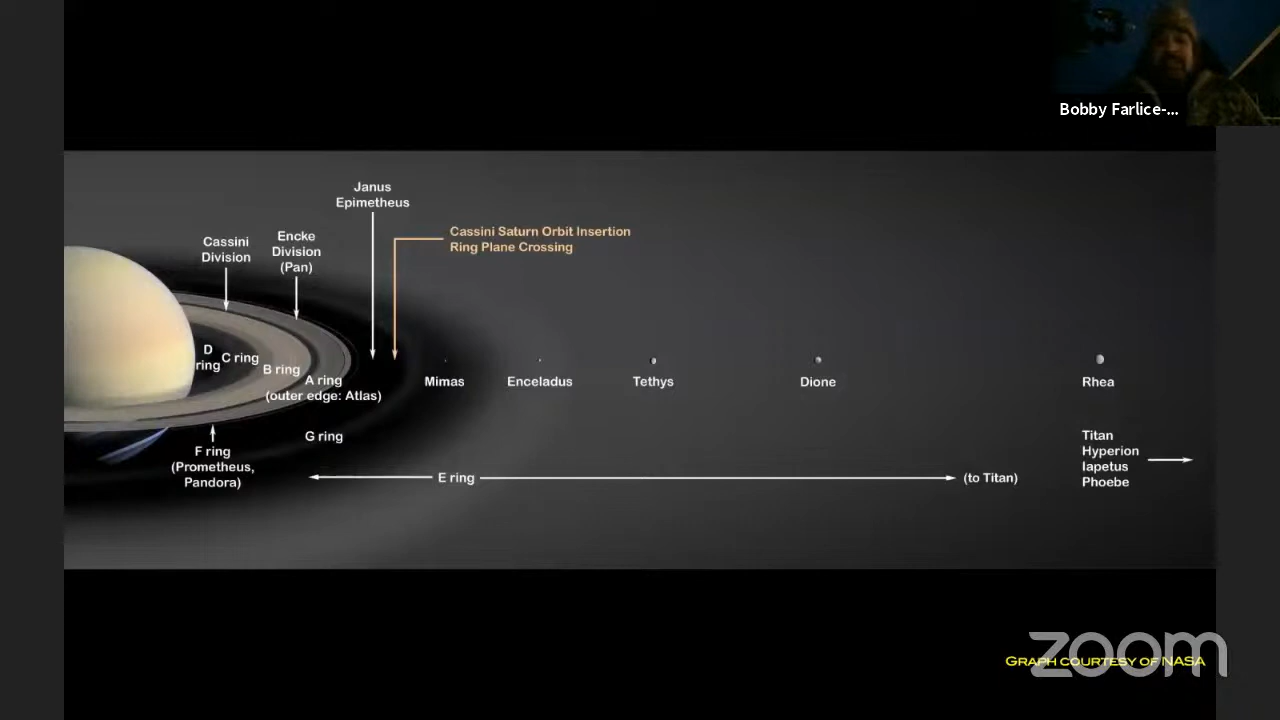 Bobby Farlice-...
Janus
Epimetheus
Cassini Saturn Orbit Insertion
Ring Plane Crossing
Cassini
Division
Encke
Division
(Pan)
D
ring
C ring
B ring
A ring
(outer edge: Atlas)
Mimas
Enceladus
Tethys
Dione
Rhea
G ring
F ring
(Prometheus,
Pandora)
E ring
(to Titan)
Titan
Hyperion
Iapetus
Phoebe
zoom
GRAPH COURTESY OF NASA